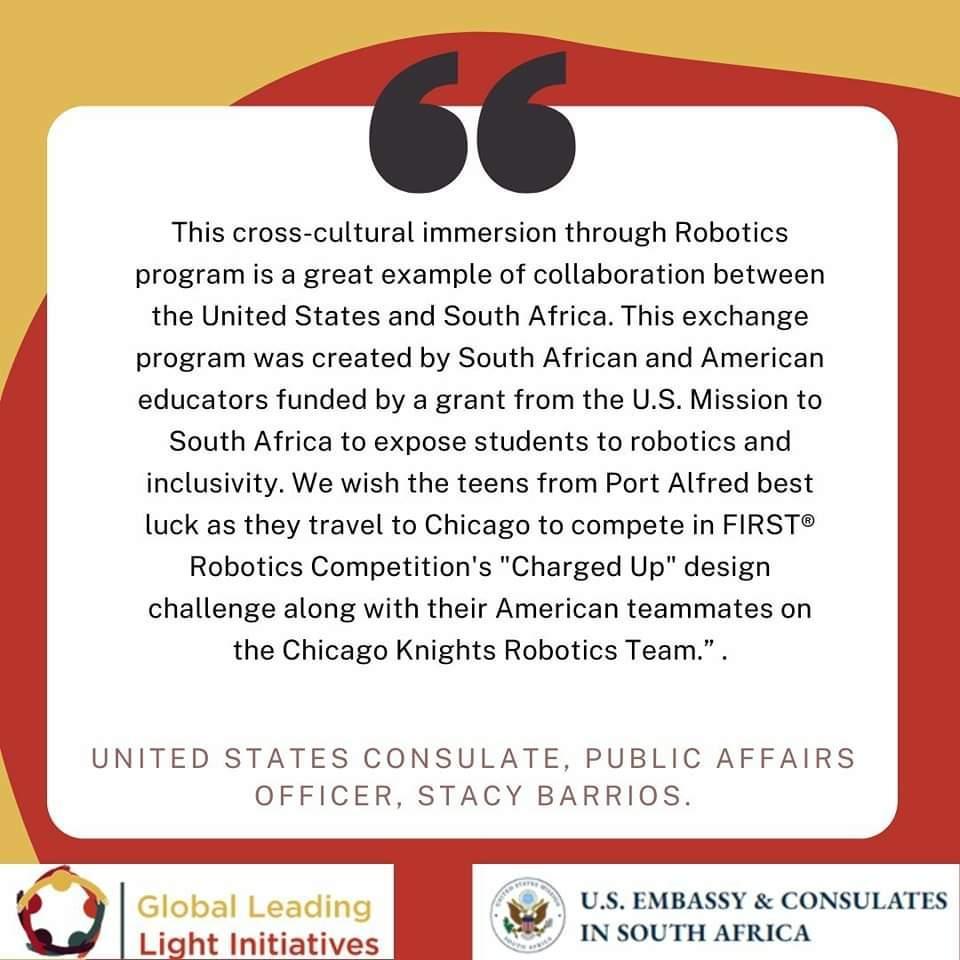 This cross-cultural immersion through Robotics
program is a great example of collaboration between
the United States and South Africa. This exchange
program was created by South African and American
educators funded by a grant from the U.S. Mission to
South Africa to expose students to robotics and
inclusivity. We wish the teens from Port Alfred best
luck as they travel to Chicago to compete in FIRST®
Robotics Competition's "Charged Up" design
challenge along with their American teammates on
the Chicago Knights Robotics Team.” .
UNITED STATES CONSULATE, PUBLIC AFFAIRS
OFFICER, STACY BARRIOS.
Global Leading
Light Initiatives
UNITED STATES MISSION
SOUTH AFRICA
U.S. EMBASSY & CONSULATES
IN SOUTH AFRICA